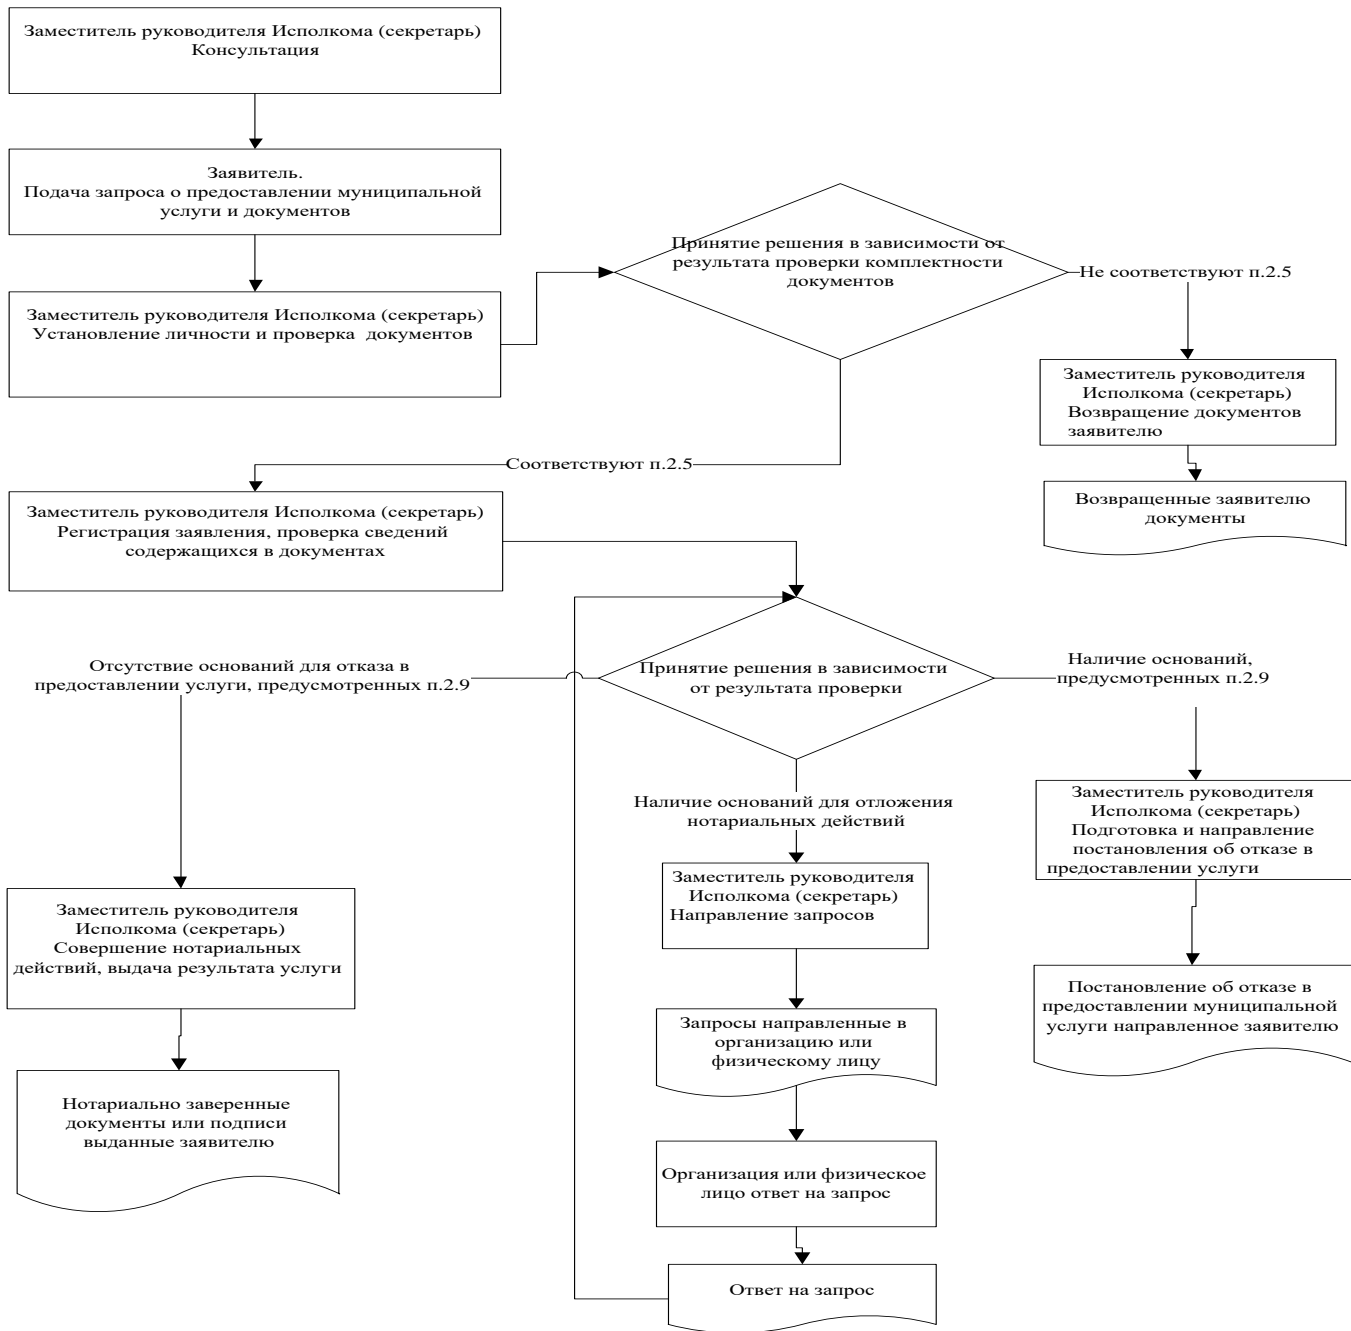 Заместитель руководителя Исполкома (секретарь)
Консультация
Заявитель.
Подача запроса о предоставлении муниципальной
услуги и документов
Заместитель руководителя Исполкома (секретарь)
Установление личности и проверка документов
Принятие решения в зависимости от
результата проверки комплектности
документов
Не соответствуют п.2.5
Заместитель руководителя
Исполкома (секретарь)
Возвращение документов
заявителю
Возвращенные заявителю
документы
Соответствуют п.2.5
Заместитель руководителя Исполкома (секретарь)
Регистрация заявления, проверка сведений
содержащихся в документах
Принятие решения в зависимости
от результата проверки
Отсутствие оснований для отказа в
предоставлении услуги, предусмотренных п.2.9
Наличие оснований,
предусмотренных п.2.9
Наличие оснований для отложения
нотариальных действий
Заместитель руководителя
Исполкома (секретарь)
Совершение нотариальных
действий, выдача результата услуги
Нотариально заверенные
документы или подписи
выданные заявителю
Заместитель руководителя
Исполкома (секретарь)
Направление запросов
Запросы направленные в
организацию или
физическому лицу
Организация или физическое
лицо ответ на запрос
Ответ на запрос
Заместитель руководителя
Исполкома (секретарь)
Подготовка и направление
постановления об отказе в
предоставлении услуги
Постановление об отказе в
предоставлении муниципальной
услуги направленное заявителю